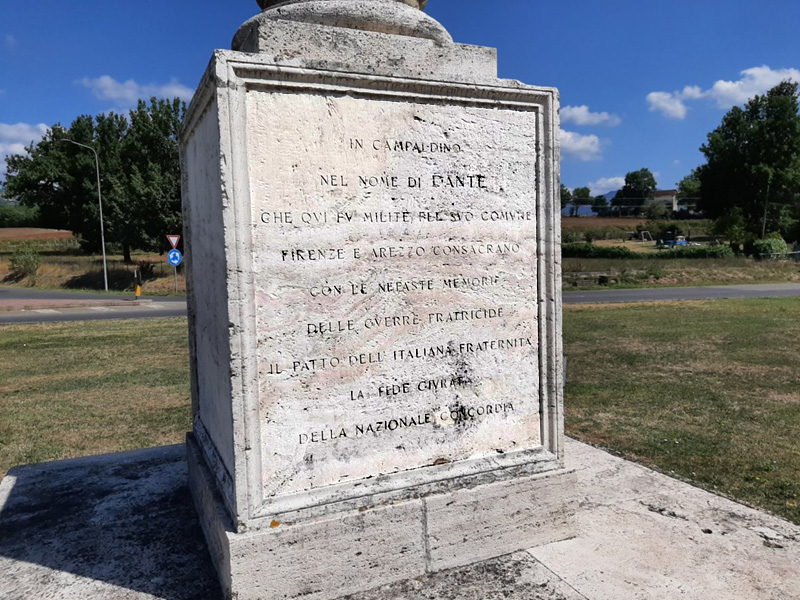 IN CAMPALDINO
NEL NOME DI DANTE
CHE QVI FV MILITE PEL SVO COMVNE
FIRENZE E AREZZO CONSACRANO
CON LE NEFASTE MEMORIE
DELLE GVERRE FRATRICIDE
IL PATTO DELL'ITALIANA FRATERNITÀ
LA FEDE GIVRATA
DELLA NAZIONALE CONCORDIA